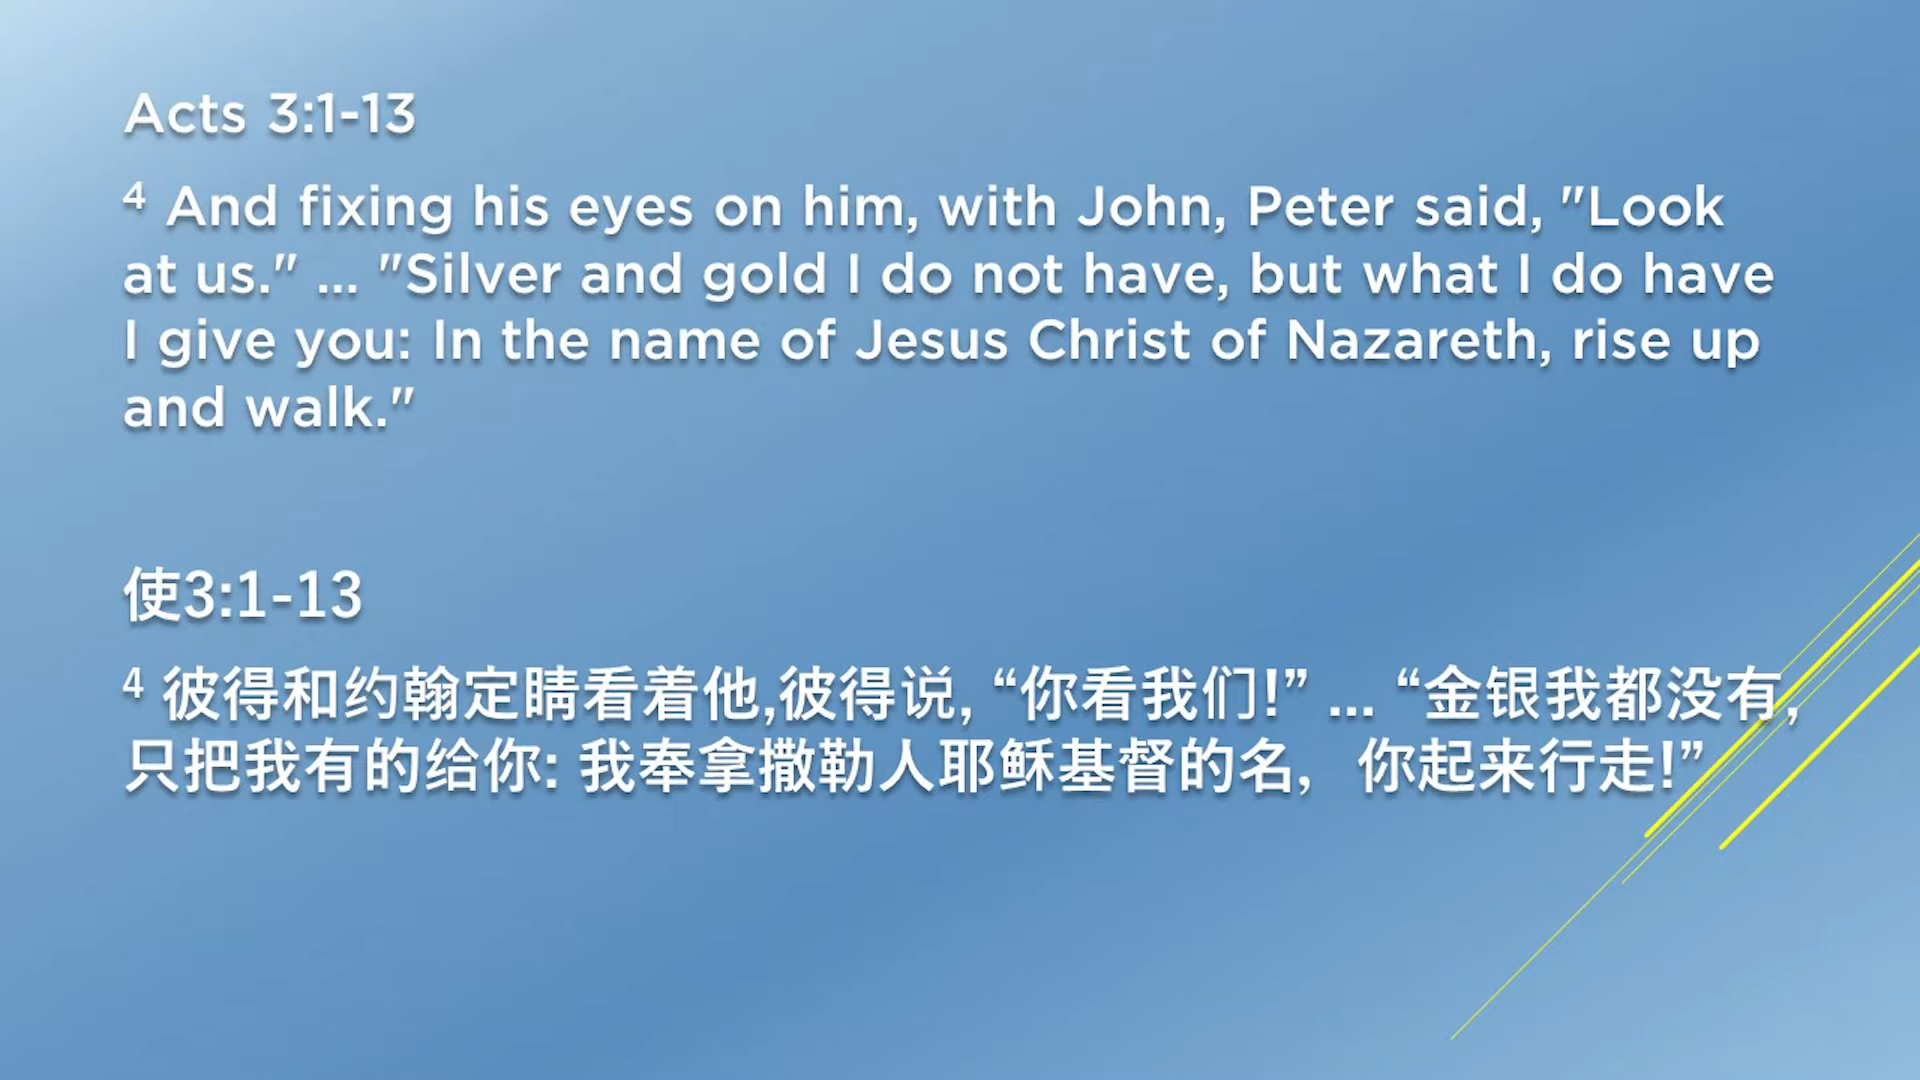 Acts 3:1-13
⁴ And fixing his eyes on him, with John, Peter said, "Look
at us." ... "Silver and gold I do not have, but what I do have
I give you: In the name of Jesus Christ of Nazareth, rise up
and walk."
使3:1-13
⁴ 彼得和约翰定睛看着他,彼得说, “你看我们!” ... “金银我都没有,
只把我有的给你: 我奉拿撒勒人耶稣基督的名， 你起来行走!”